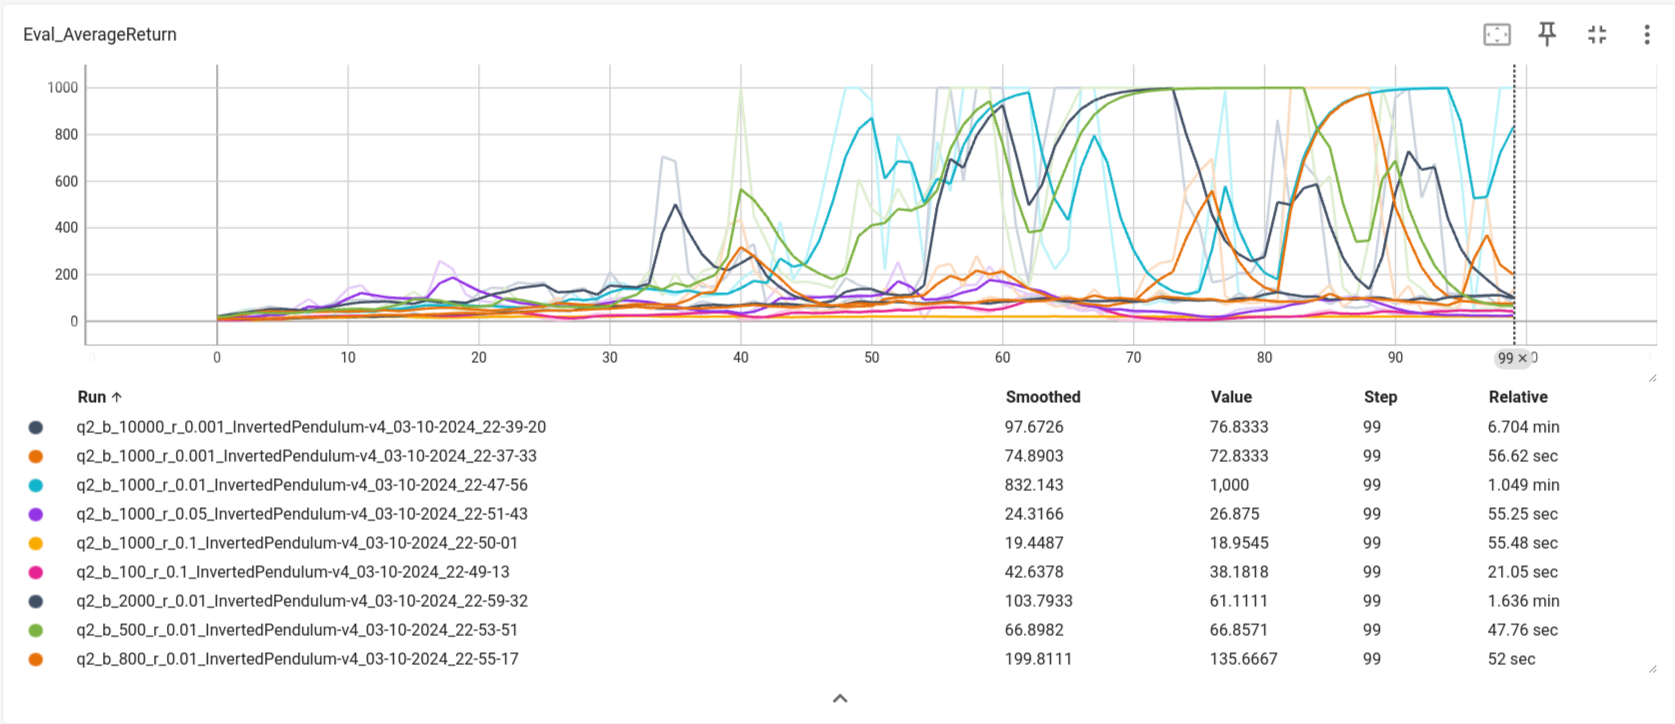 Eval_AverageReturn
1000
800
600
400
200
0
0 10 20 30 40 50 60 70 80 90 99 ×
Run ↑ Smoothed Value Step Relative
q2_b_10000_r_0.001_InvertedPendulum-v4_03-10-2024_22-39-20 97.6726 76.8333 99 6.704 min
q2_b_1000_r_0.001_InvertedPendulum-v4_03-10-2024_22-37-33 74.8903 72.8333 99 56.62 sec
q2_b_1000_r_0.01_InvertedPendulum-v4_03-10-2024_22-47-56 832.143 1,000 99 1.049 min
q2_b_1000_r_0.05_InvertedPendulum-v4_03-10-2024_22-51-43 24.3166 26.875 99 55.25 sec
q2_b_1000_r_0.1_InvertedPendulum-v4_03-10-2024_22-50-01 19.4487 18.9545 99 55.48 sec
q2_b_100_r_0.1_InvertedPendulum-v4_03-10-2024_22-49-13 42.6378 38.1818 99 21.05 sec
q2_b_2000_r_0.01_InvertedPendulum-v4_03-10-2024_22-59-32 103.7933 61.1111 99 1.636 min
q2_b_500_r_0.01_InvertedPendulum-v4_03-10-2024_22-53-51 66.8982 66.8571 99 47.76 sec
q2_b_800_r_0.01_InvertedPendulum-v4_03-10-2024_22-55-17 199.8111 135.6667 99 52 sec